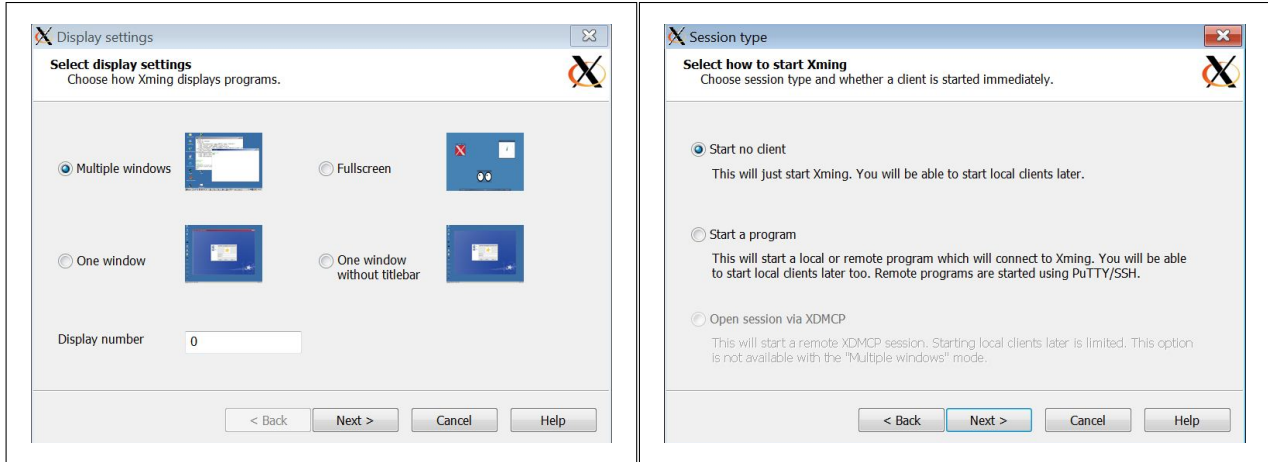 Display settings
Select display settings
Choose how Xming displays programs.
Multiple windows
Fullscreen
One window
One window
without titlebar
Display number
0
< Back
Next >
Cancel
Help
Session type
Select how to start Xming
Choose session type and whether a client is started immediately.
Start no client
This will just start Xming. You will be able to start local clients later.
Start a program
This will start a local or remote program which will connect to Xming. You will be able
to start local clients later too. Remote programs are started using PuTTY/SSH.
Open session via XDMCP
This will start a remote XDMCP session. Starting local clients later is limited. This option
is not available with the "Multiple windows" mode.
< Back
Next >
Cancel
Help